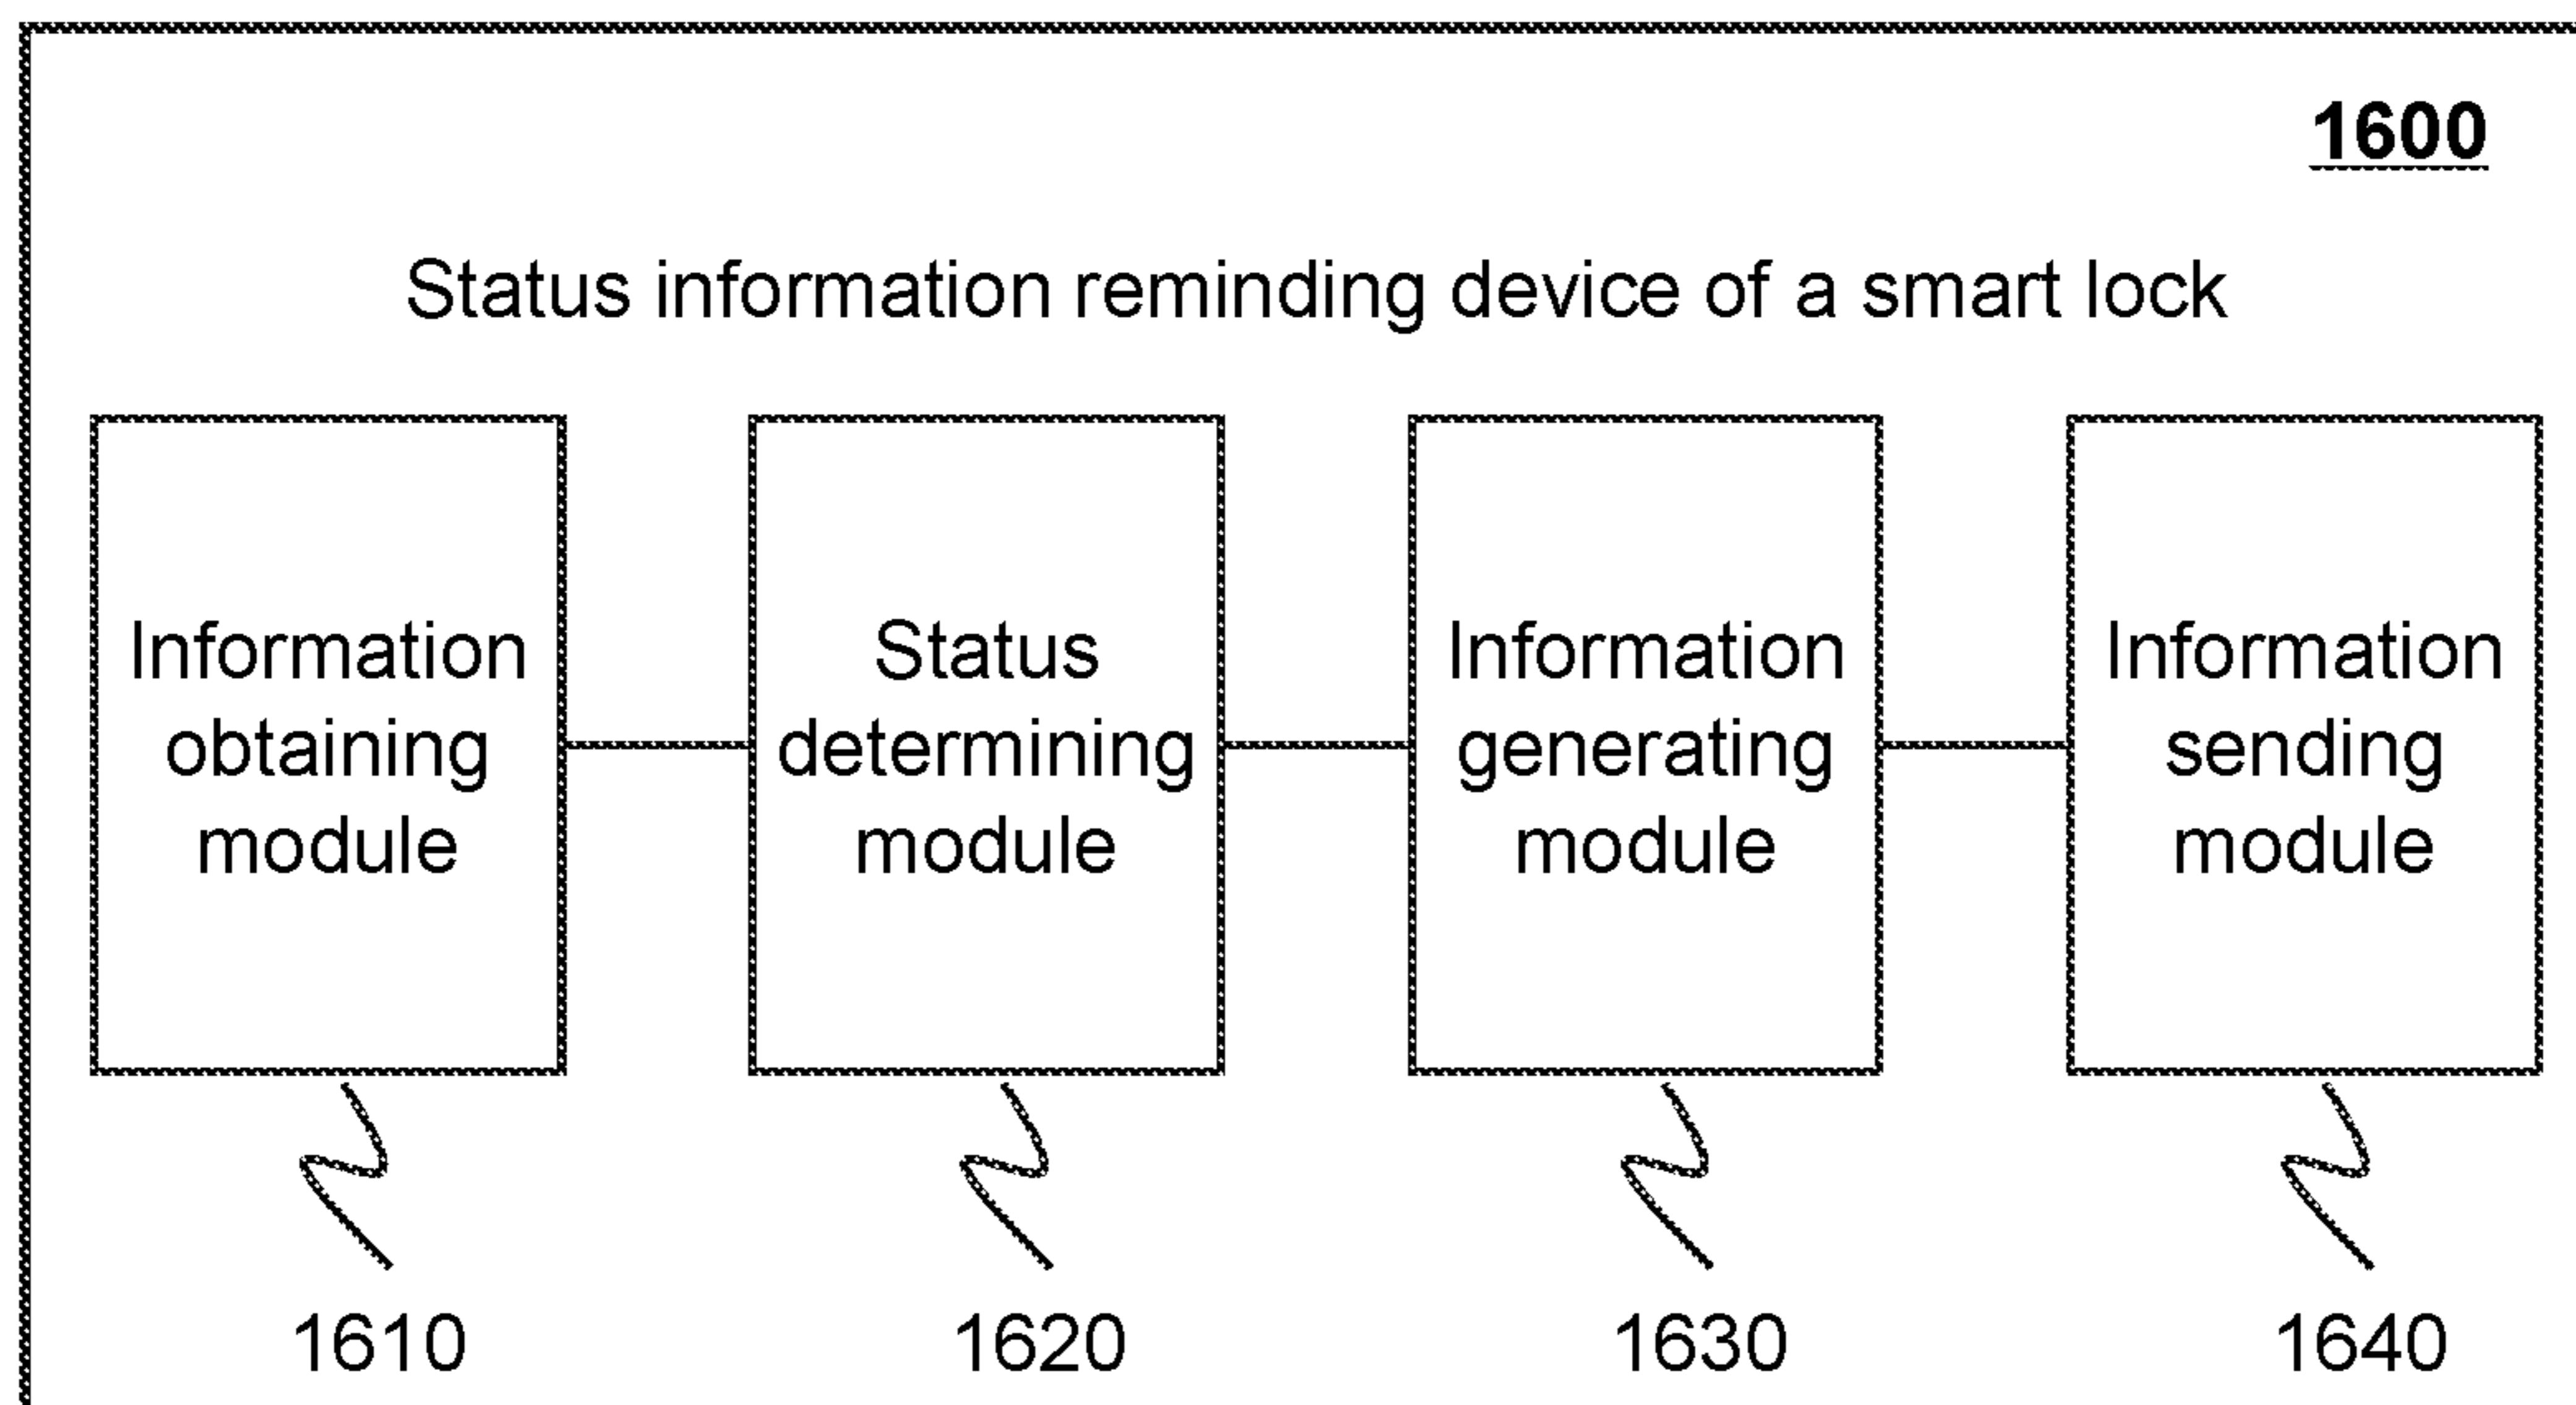 1600
Status information reminding device of a smart lock
Information
obtaining
module
Status
determining
module
Information
generating
module
Information
sending
module
1610
1620
1630
1640